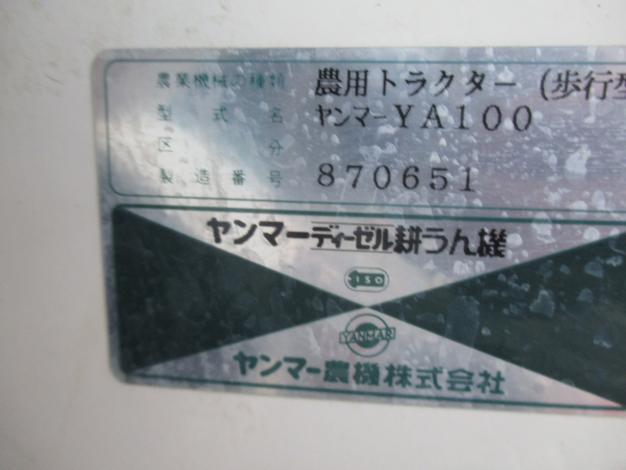 農業機械の種類 農用トラクター (歩行型
型式名 ヤンマーYA100
区分
製造番号 870651
ヤンマーディーゼル耕うん機
ISO
YANMAR
ヤンマー農機株式会社